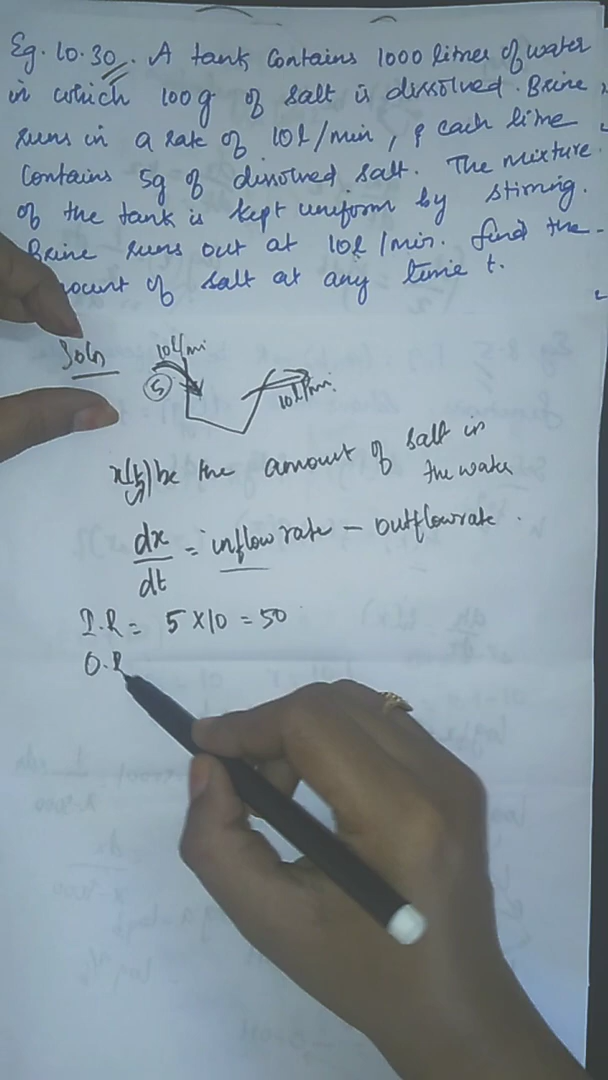 Eg. 10.30. A tank contains 1000 litres of water
in which 100g of salt is dissolved. Brine
runs in a rate of 10l/min, & each litre
contains 5g of dissolved salt. The mixture
of the tank is kept uniform by stirring.
Brine runs out at 10l/min. find the
amount of salt at any time t.
Soln
10l/mi
5
10l/min.
x(t) be the amount of salt in
the water
dx/dt = inflow rate - outflow rate.
I.R = 5 X 10 = 50
O.R